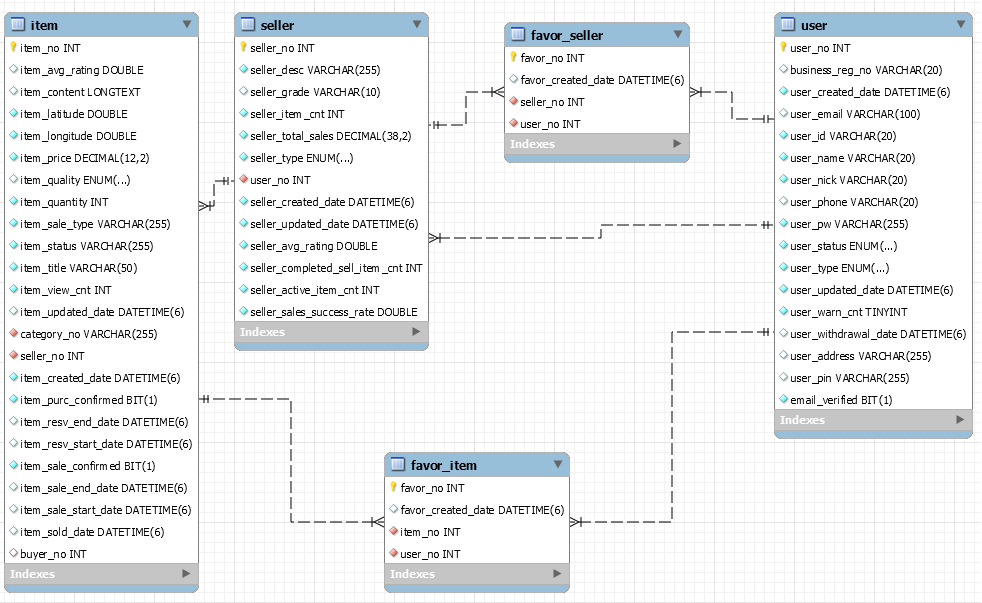 item
item_no INT
item_avg_rating DOUBLE
item_content LONGTEXT
item_latitude DOUBLE
item_longitude DOUBLE
item_price DECIMAL(12,2)
item_quality ENUM(...)
item_quantity INT
item_sale_type VARCHAR(255)
item_status VARCHAR(255)
item_title VARCHAR(50)
item_view_cnt INT
item_updated_date DATETIME(6)
category_no VARCHAR(255)
seller_no INT
item_created_date DATETIME(6)
item_purc_confirmed BIT(1)
item_resv_end_date DATETIME(6)
item_resv_start_date DATETIME(6)
item_sale_confirmed BIT(1)
item_sale_end_date DATETIME(6)
item_sale_start_date DATETIME(6)
item_sold_date DATETIME(6)
buyer_no INT
Indexes
seller
seller_no INT
seller_desc VARCHAR(255)
seller_grade VARCHAR(10)
seller_item_cnt INT
seller_total_sales DECIMAL(38,2)
seller_type ENUM(...)
user_no INT
seller_created_date DATETIME(6)
seller_updated_date DATETIME(6)
seller_avg_rating DOUBLE
seller_completed_sell_item_cnt INT
seller_active_item_cnt INT
seller_sales_success_rate DOUBLE
Indexes
favor_seller
favor_no INT
favor_created_date DATETIME(6)
seller_no INT
user_no INT
Indexes
user
user_no INT
business_reg_no VARCHAR(20)
user_created_date DATETIME(6)
user_email VARCHAR(100)
user_id VARCHAR(20)
user_name VARCHAR(20)
user_nick VARCHAR(20)
user_phone VARCHAR(20)
user_pw VARCHAR(255)
user_status ENUM(...)
user_type ENUM(...)
user_updated_date DATETIME(6)
user_warn_cnt TINYINT
user_withdrawal_date DATETIME(6)
user_address VARCHAR(255)
user_pin VARCHAR(255)
email_verified BIT(1)
Indexes
favor_item
favor_no INT
favor_created_date DATETIME(6)
item_no INT
user_no INT
Indexes